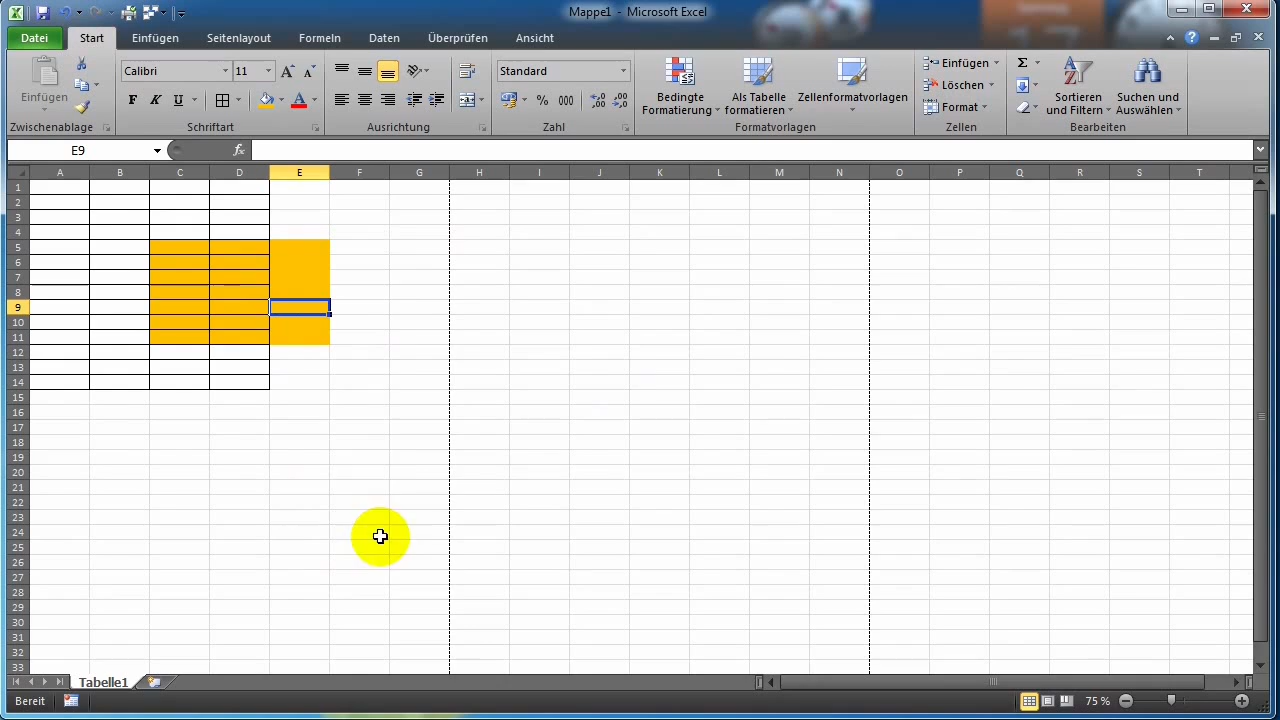 Mappe1 - Microsoft Excel
Datei Start Einfügen Seitenlayout Formeln Daten Überprüfen Ansicht
Einfügen
Zwischenablage
Calibri 11
F K U
Schriftart
Ausrichtung
Standard
% 000
Zahl
Bedingte Formatierung
Als Tabelle formatieren
Zellenformatvorlagen
Formatvorlagen
Einfügen
Löschen
Format
Zellen
Σ
Sortieren und Filtern
Suchen und Auswählen
Bearbeiten
E9 fx
A B C D E F G H I J K L M N O P Q R S T
1
2
3
4
5
6
7
8
9
10
11
12
13
14
15
16
17
18
19
20
21
22
23
24
25
26
27
28
29
30
31
32
33
Tabelle1
Bereit 75 %